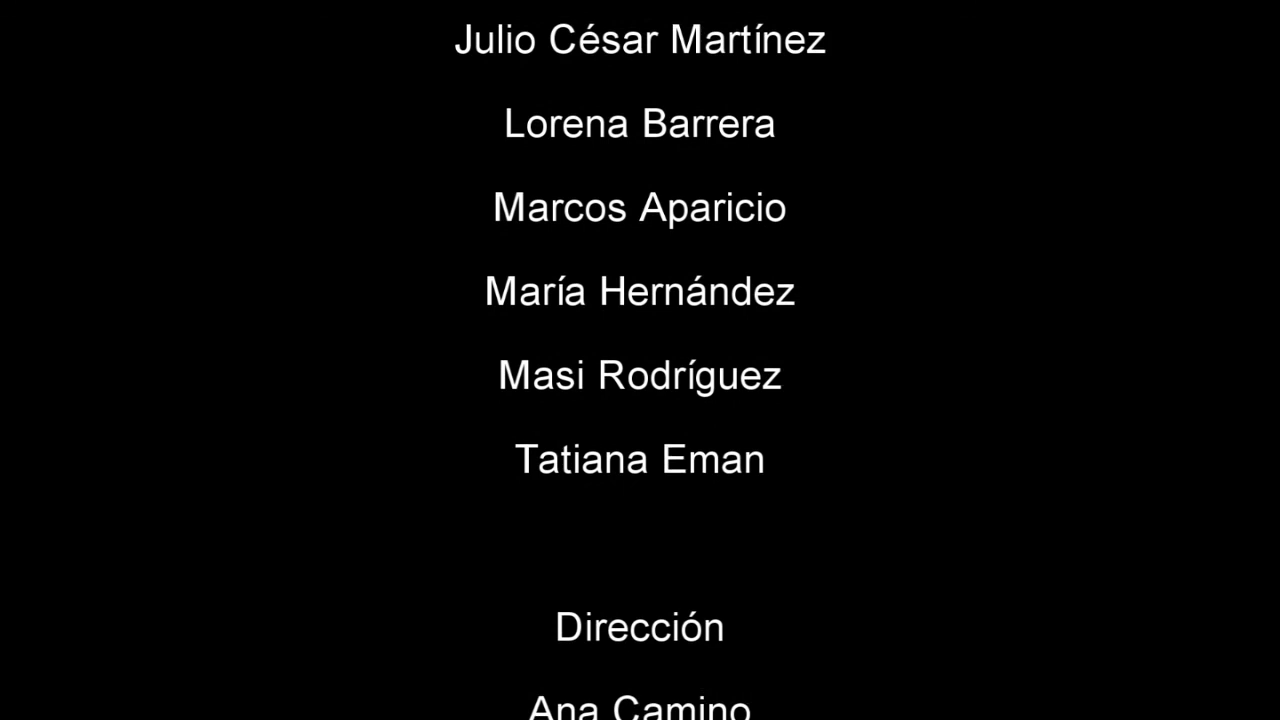 Julio César Martínez
Lorena Barrera
Marcos Aparicio
María Hernández
Masi Rodríguez
Tatiana Eman
Dirección
Ana Camino